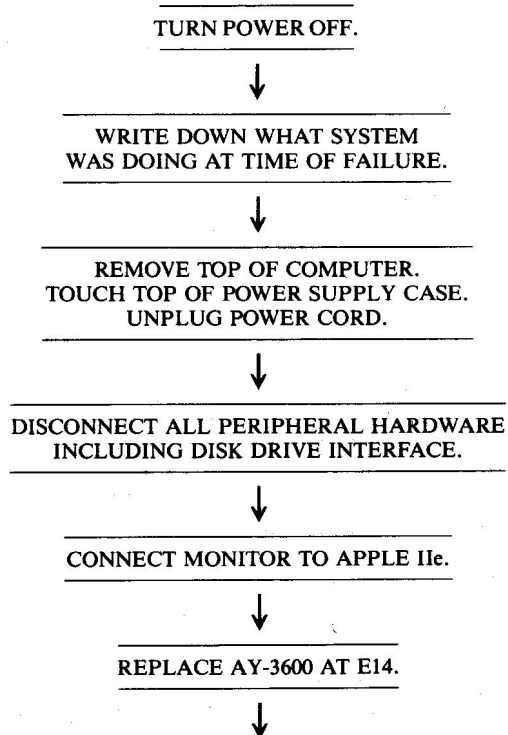 TURN POWER OFF.
WRITE DOWN WHAT SYSTEM
WAS DOING AT TIME OF FAILURE.
REMOVE TOP OF COMPUTER.
TOUCH TOP OF POWER SUPPLY CASE.
UNPLUG POWER CORD.
DISCONNECT ALL PERIPHERAL HARDWARE
INCLUDING DISK DRIVE INTERFACE.
CONNECT MONITOR TO APPLE IIe.
REPLACE AY-3600 AT E14.